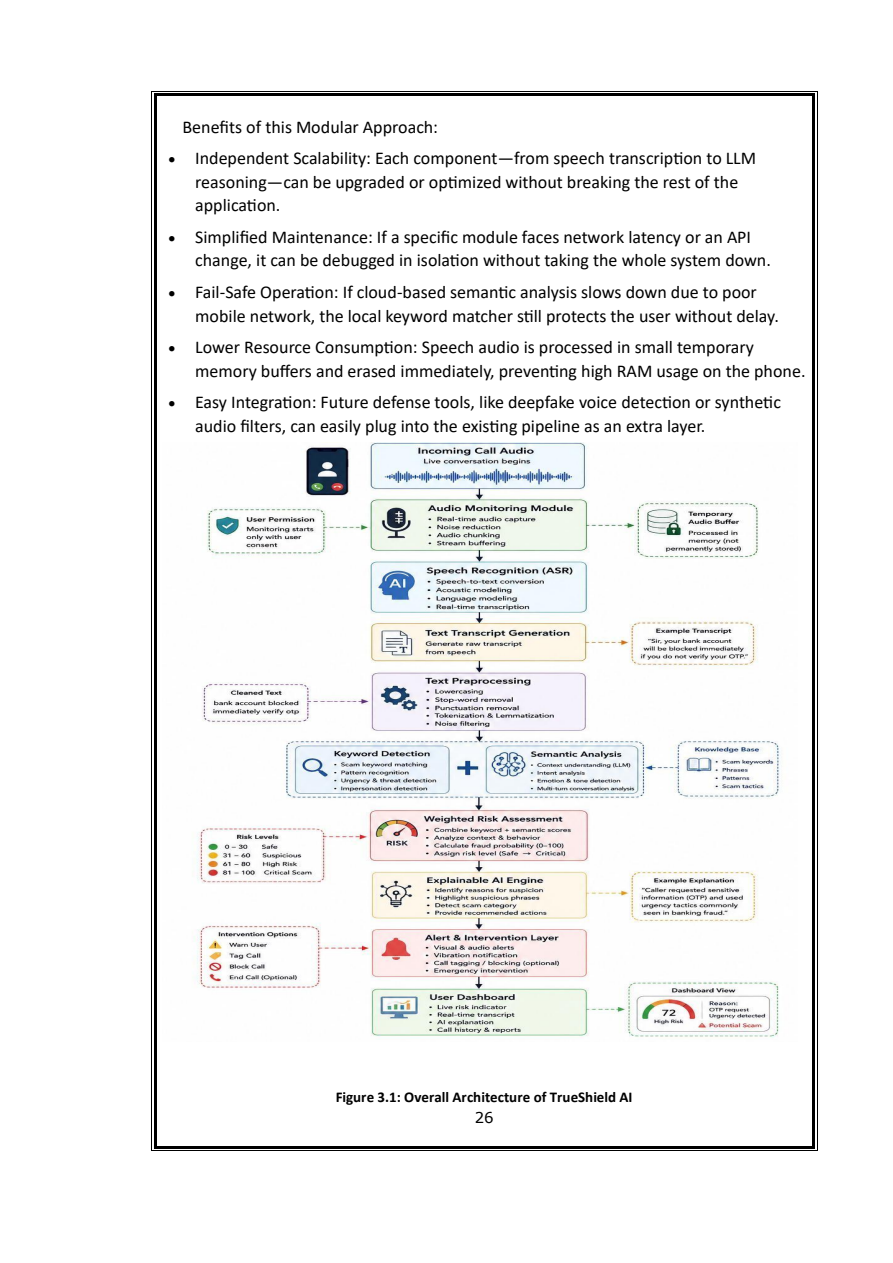 Benefits of this Modular Approach:
• Independent Scalability: Each component—from speech transcription to LLM
reasoning—can be upgraded or optimized without breaking the rest of the
application.
• Simplified Maintenance: If a specific module faces network latency or an API
change, it can be debugged in isolation without taking the whole system down.
• Fail-Safe Operation: If cloud-based semantic analysis slows down due to poor
mobile network, the local keyword matcher still protects the user without delay.
• Lower Resource Consumption: Speech audio is processed in small temporary
memory buffers and erased immediately, preventing high RAM usage on the phone.
• Easy Integration: Future defense tools, like deepfake voice detection or synthetic
audio filters, can easily plug into the existing pipeline as an extra layer.
Incoming Call Audio
Live conversation begins
User Permission
Monitoring starts
only with user
consent
Audio Monitoring Module
• Real-time audio capture
• Noise reduction
• Audio chunking
• Stream buffering
Temporary
Audio Buffer
Processed in
memory (not
permanently stored)
AI
Speech Recognition (ASR)
• Speech-to-text conversion
• Acoustic modeling
• Language modeling
• Real-time transcription
T
Text Transcript Generation
Generate raw transcript
from speech
Example Transcript
"Sir, your bank account
will be blocked immediately
if you do not verify your OTP."
Cleaned Text
bank account blocked
immediately verify otp
Text Praprocessing
• Lowercasing
• Stop-word removal
• Punctuation removal
• Tokenization & Lemmatization
• Noise filtering
Keyword Detection
• Scam keyword matching
• Pattern recognition
• Urgency & threat detection
• Impersonation detection
+
Semantic Analysis
• Context understanding (LLM)
• Intent analysis
• Emotion & tone detection
• Multi-turn conversation analysis
Knowledge Base
• Scam keywords
• Phrases
• Patterns
• Scam tactics
Risk Levels
0 – 30 Safe
31 – 60 Suspicious
61 – 80 High Risk
81 – 100 Critical Scam
RISK
Weighted Risk Assessment
• Combine keyword + semantic scores
• Analyze context & behavior
• Calculate fraud probability (0–100)
• Assign risk level (Safe → Critical)
Explainable AI Engine
• Identify reasons for suspicion
• Highlight suspicious phrases
• Detect scam category
• Provide recommended actions
Example Explanation
"Caller requested sensitive
information (OTP) and used
urgency tactics commonly
seen in banking fraud."
Intervention Options
Warn User
Tag Call
Block Call
End Call (Optional)
Alert & Intervention Layer
• Visual & audio alerts
• Vibration notification
• Call tagging / blocking (optional)
• Emergency intervention
User Dashboard
• Live risk indicator
• Real-time transcript
• AI explanation
• Call history & reports
Dashboard View
72
High Risk
Reason:
OTP request
Urgency detected
Potential Scam
Figure 3.1: Overall Architecture of TrueShield AI
26